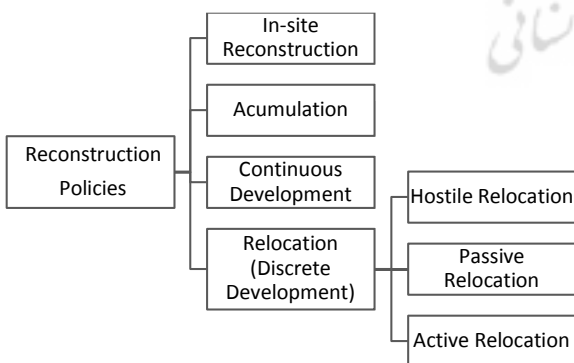 In-site
Reconstruction
Acumulation
Reconstruction
Policies
Continuous
Development
Relocation
(Discrete
Development)
Hostile Relocation
Passive
Relocation
Active Relocation